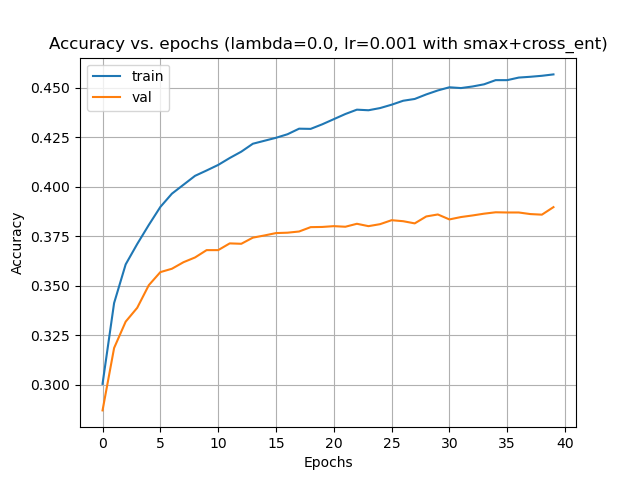 Accuracy vs. epochs (lambda=0.0, lr=0.001 with smax+cross_ent)
train
val
0.450
0.425
0.400
0.375
0.350
0.325
0.300
Accuracy
0 5 10 15 20 25 30 35 40
Epochs